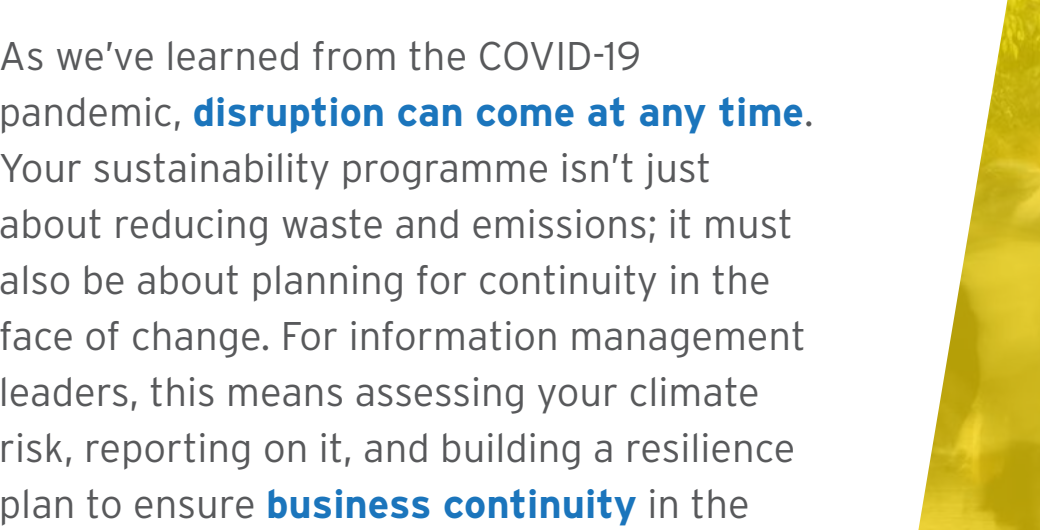 As we’ve learned from the COVID-19
pandemic, disruption can come at any time.
Your sustainability programme isn’t just
about reducing waste and emissions; it must
also be about planning for continuity in the
face of change. For information management
leaders, this means assessing your climate
risk, reporting on it, and building a resilience
plan to ensure business continuity in the